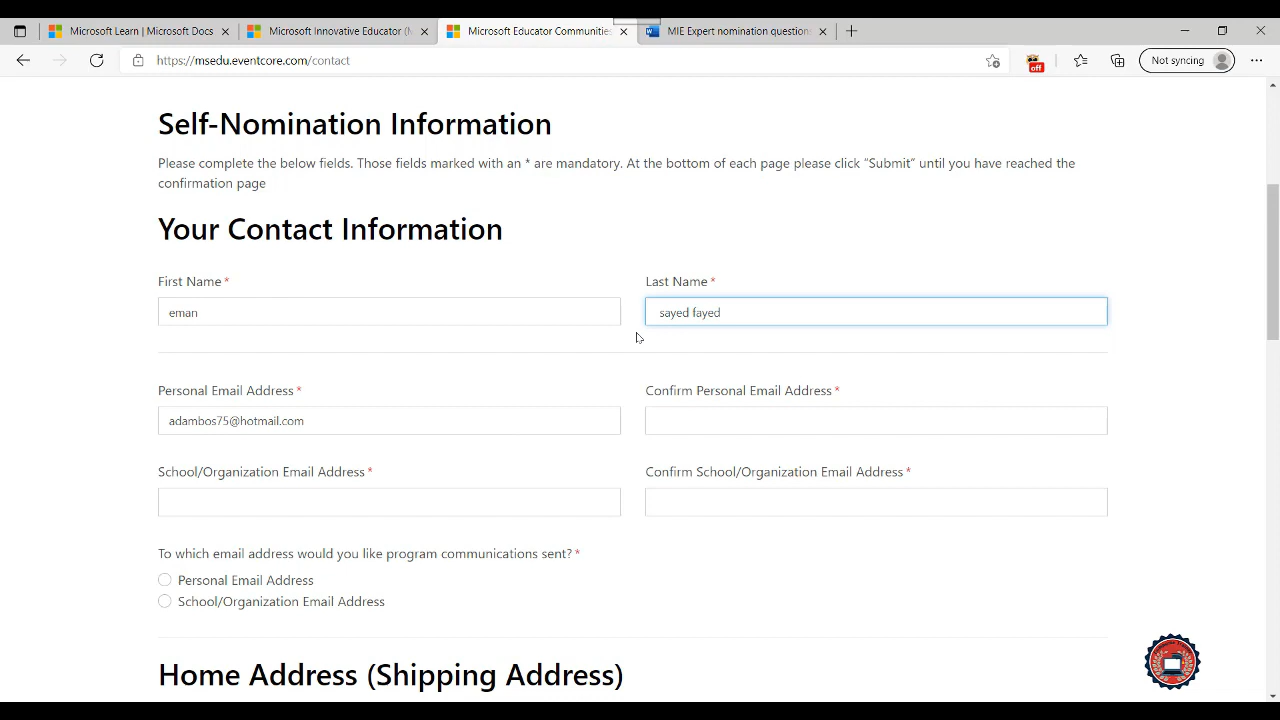 Microsoft Learn | Microsoft Docs
Microsoft Innovative Educator (M
Microsoft Educator Communities
MIE Expert nomination question
https://msedu.eventcore.com/contact
off
Not syncing
Self-Nomination Information
Please complete the below fields. Those fields marked with an * are mandatory. At the bottom of each page please click “Submit” until you have reached the
confirmation page
Your Contact Information
First Name *
Last Name *
eman
sayed fayed
Personal Email Address *
Confirm Personal Email Address *
adambos75@hotmail.com
School/Organization Email Address *
Confirm School/Organization Email Address *
To which email address would you like program communications sent? *
Personal Email Address
School/Organization Email Address
Home Address (Shipping Address)